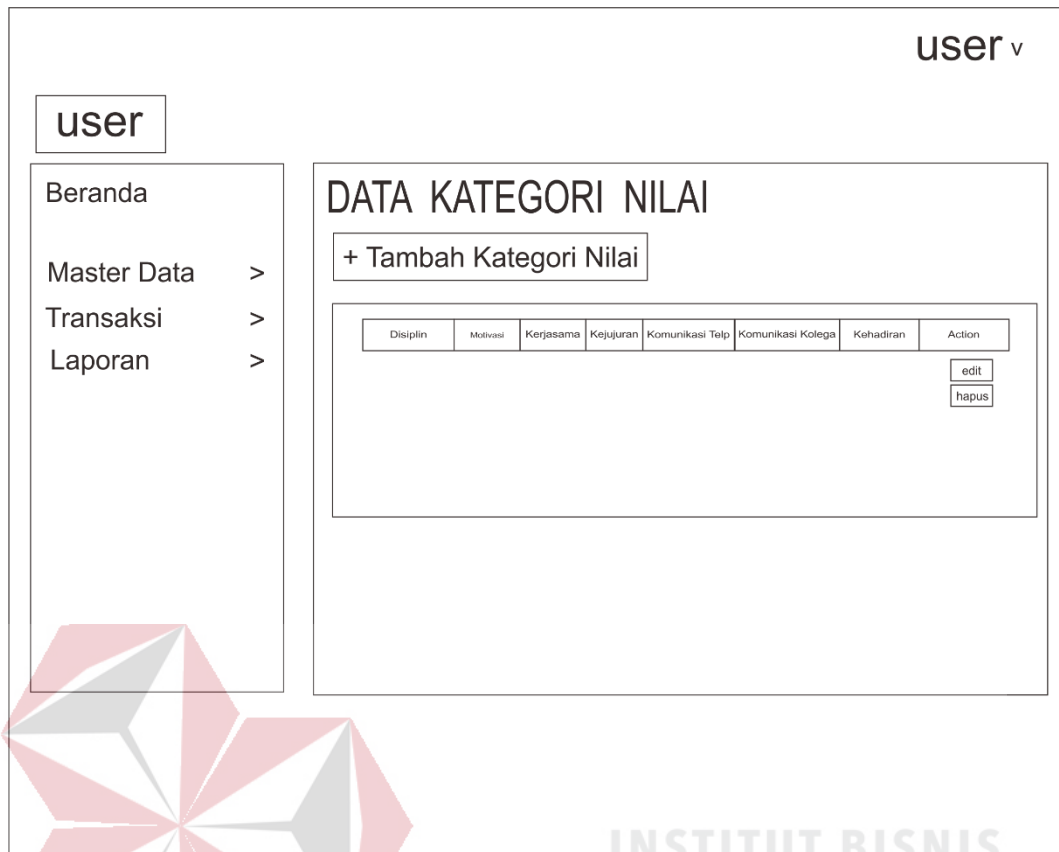 user v
user
Beranda
Master Data >
Transaksi >
Laporan >
DATA KATEGORI NILAI
+ Tambah Kategori Nilai
Disiplin Motivasi Kerjasama Kejujuran Komunikasi Telp Komunikasi Kolega Kehadiran Action
edit
hapus
INSTITUT BISNIS